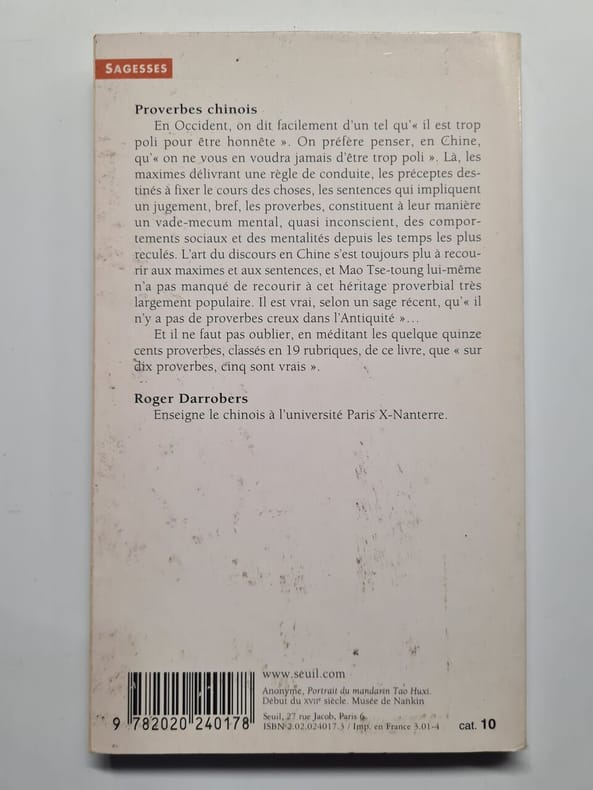 SAGESSES
Proverbes chinois
En Occident, on dit facilement d'un tel qu'« il est trop
poli pour être honnête ». On préfère penser, en Chine,
qu'« on ne vous en voudra jamais d'être trop poli ». Là, les
maximes délivrant une règle de conduite, les préceptes des-
tinés à fixer le cours des choses, les sentences qui impliquent
un jugement, bref, les proverbes, constituent à leur manière
un vade-mecum mental, quasi inconscient, des compor-
tements sociaux et des mentalités depuis les temps les plus
reculés. L'art du discours en Chine s'est toujours plu à recou-
rir aux maximes et aux sentences, et Mao Tse-toung lui-même
n'a pas manqué de recourir à cet héritage proverbial très
largement populaire. Il est vrai, selon un sage récent, qu'« il
n'y a pas de proverbes creux dans l'Antiquité »...
Et il ne faut pas oublier, en méditant les quelque quinze
cents proverbes, classés en 19 rubriques, de ce livre, que « sur
dix proverbes, cinq sont vrais ».
Roger Darrobers
Enseigne le chinois à l'université Paris X-Nanterre.
www.seuil.com
Anonyme, Portrait du mandarin Tao Huxi.
Début du XVIIe siècle. Musée de Nankin
Seuil, 27 rue Jacob, Paris 6
ISBN 2.02.024017.3 / Imp. en France 3.01-4
cat. 10
9 782020 240178